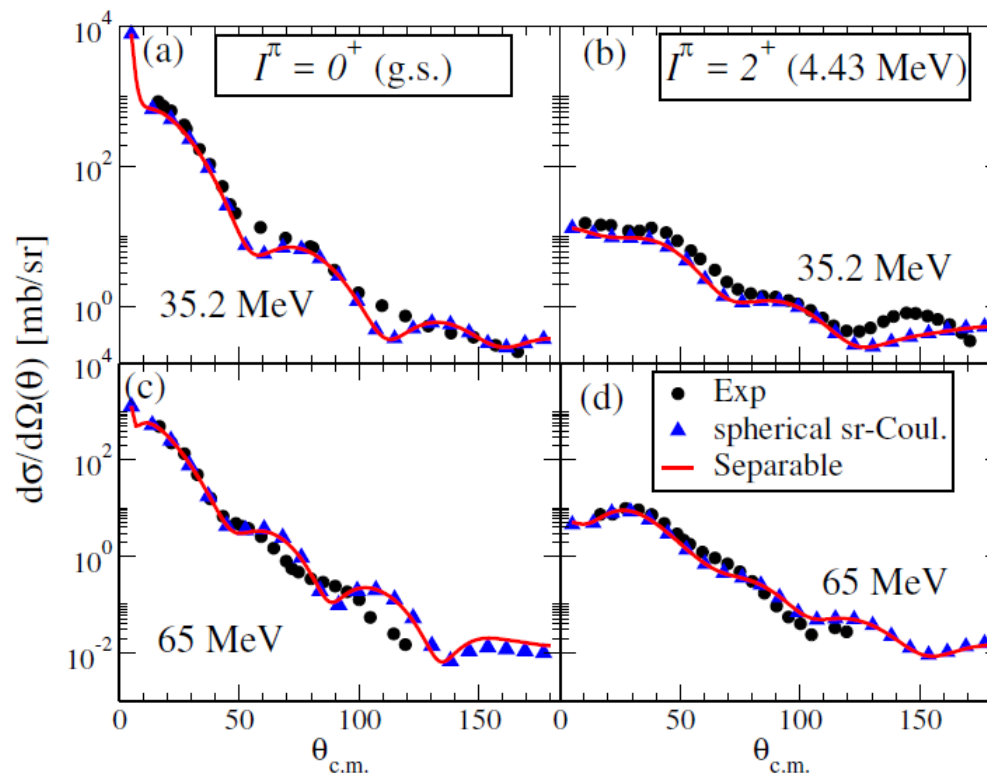 10^4
(a)
I^π = 0^+ (g.s.)
(b)
I^π = 2^+ (4.43 MeV)
10^2
35.2 MeV
35.2 MeV
10^0
10^4
10^4
(c)
(d)
Exp
spherical sr-Coul.
Separable
10^2
10^0
65 MeV
65 MeV
10^-2
dσ/dΩ(θ) [mb/sr]
0 50 100 150 0 50 100 150
θ_c.m. θ_c.m.